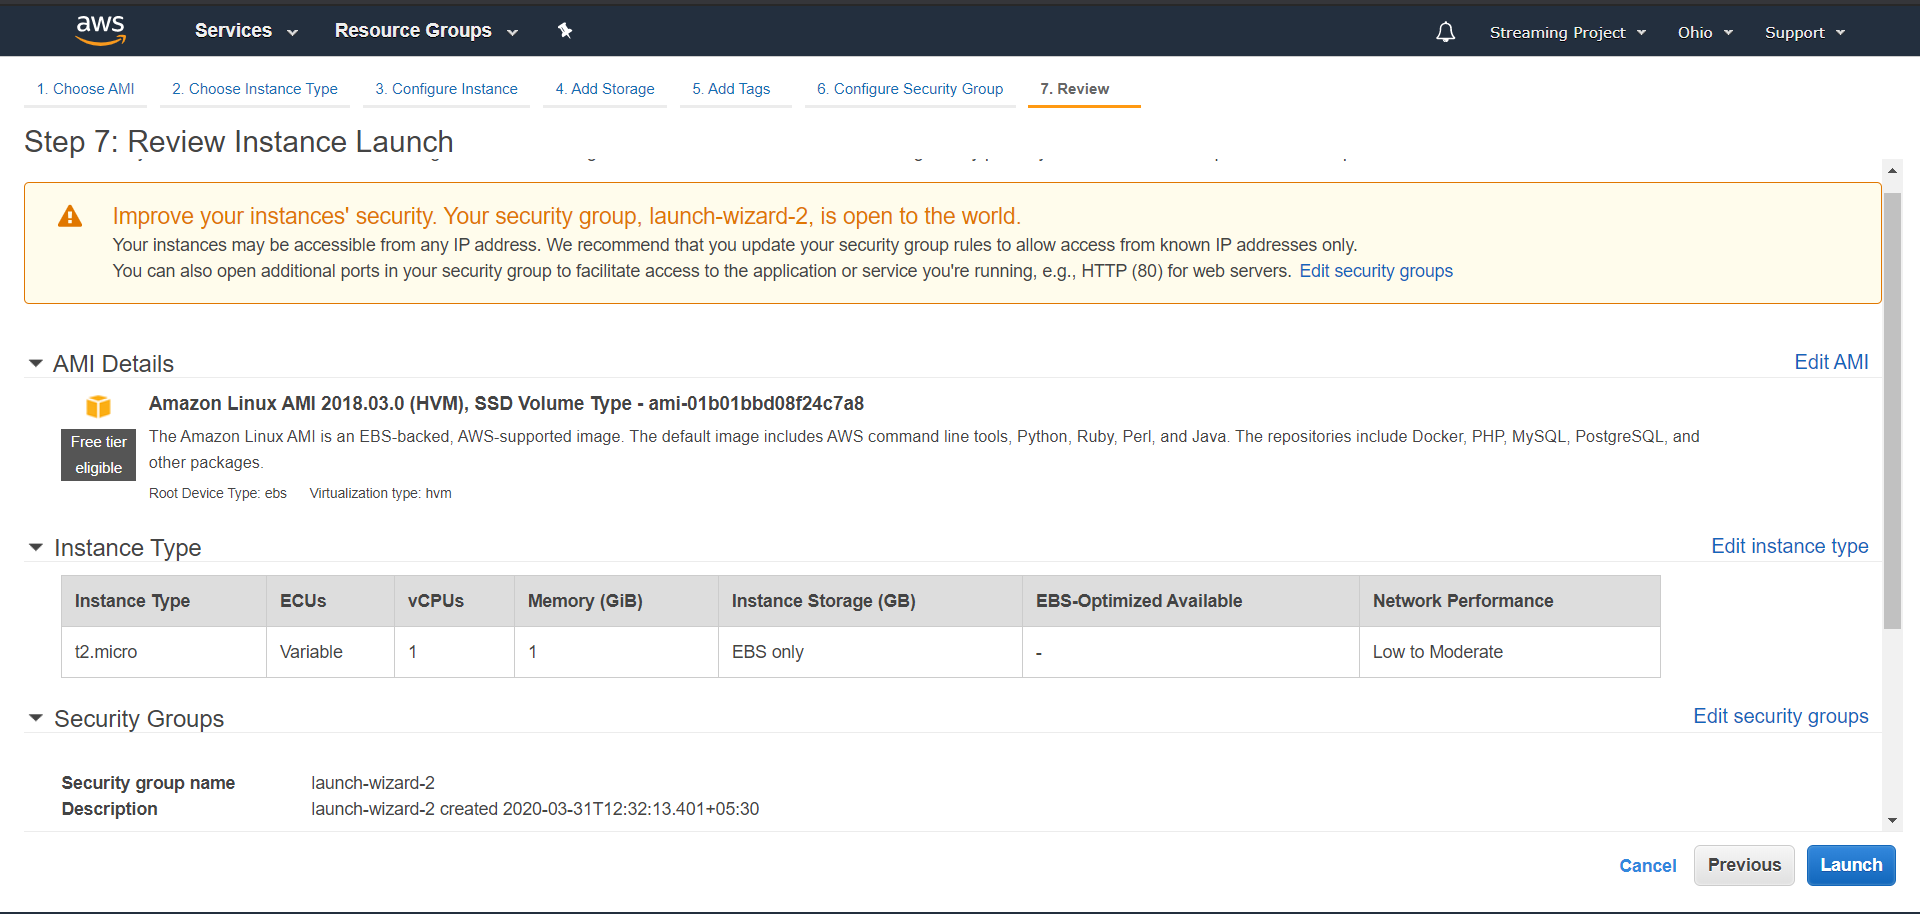 aws Services Resource Groups Streaming Project Ohio Support
1. Choose AMI 2. Choose Instance Type 3. Configure Instance 4. Add Storage 5. Add Tags 6. Configure Security Group 7. Review
Step 7: Review Instance Launch
Improve your instances' security. Your security group, launch-wizard-2, is open to the world.
Your instances may be accessible from any IP address. We recommend that you update your security group rules to allow access from known IP addresses only.
You can also open additional ports in your security group to facilitate access to the application or service you're running, e.g., HTTP (80) for web servers. Edit security groups
AMI Details Edit AMI
Amazon Linux AMI 2018.03.0 (HVM), SSD Volume Type - ami-01b01bbd08f24c7a8
Free tier
eligible
The Amazon Linux AMI is an EBS-backed, AWS-supported image. The default image includes AWS command line tools, Python, Ruby, Perl, and Java. The repositories include Docker, PHP, MySQL, PostgreSQL, and
other packages.
Root Device Type: ebs Virtualization type: hvm
Instance Type Edit instance type
Instance Type ECUs vCPUs Memory (GiB) Instance Storage (GB) EBS-Optimized Available Network Performance
t2.micro Variable 1 1 EBS only - Low to Moderate
Security Groups Edit security groups
Security group name launch-wizard-2
Description launch-wizard-2 created 2020-03-31T12:32:13.401+05:30
Cancel Previous Launch